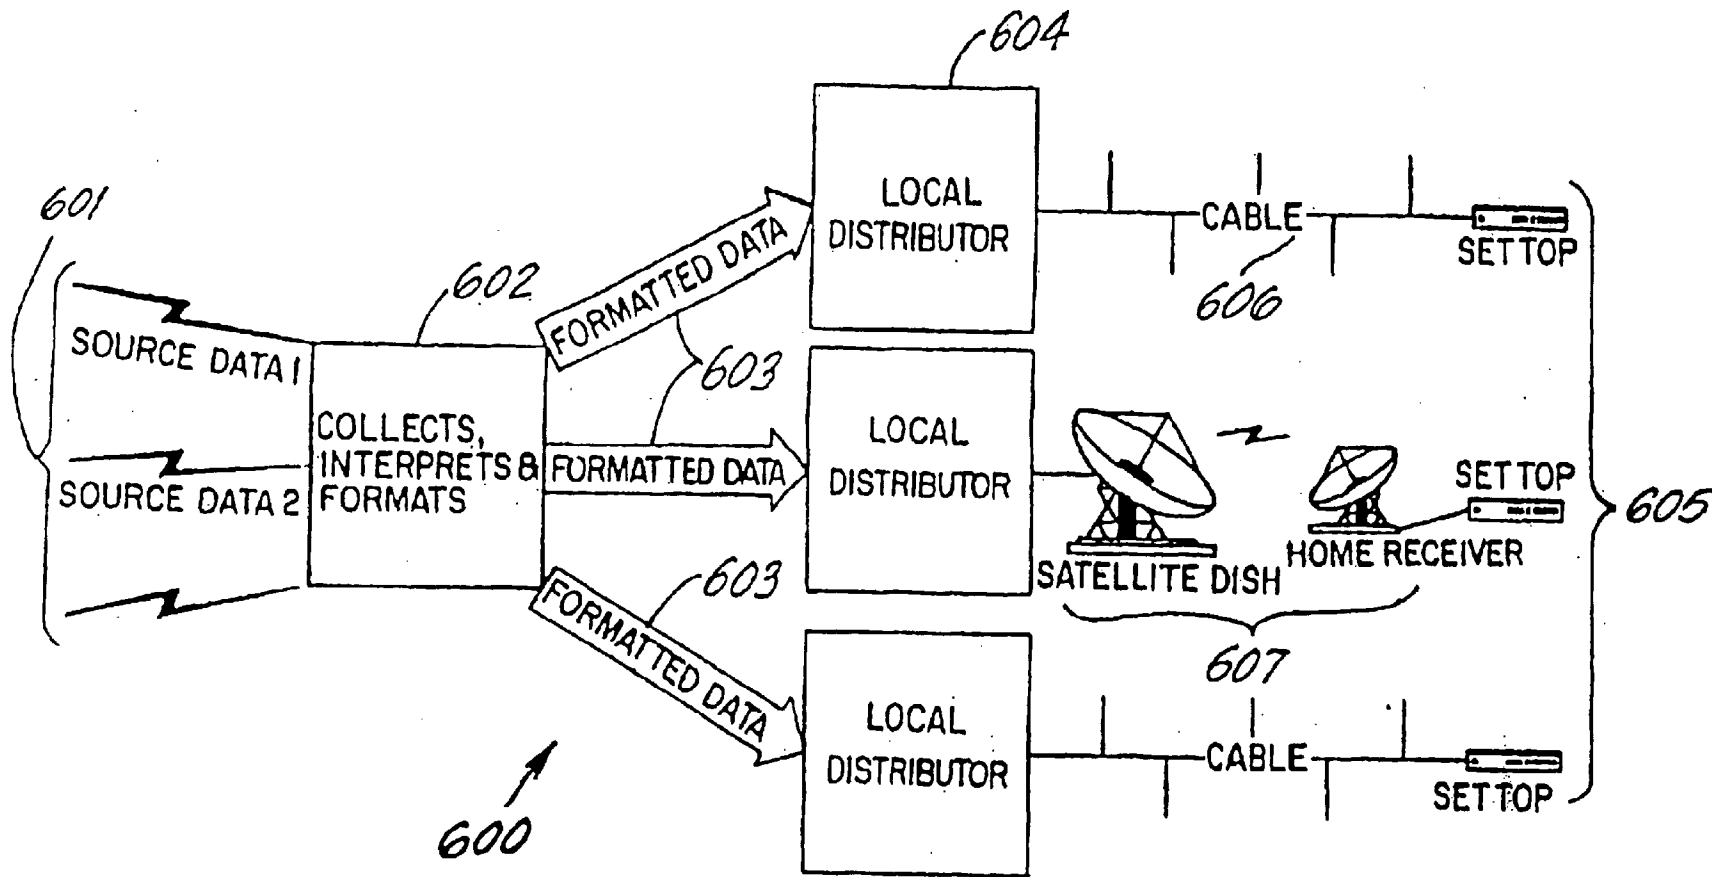 604
601
LOCAL
DISTRIBUTOR
CABLE
SET TOP
606
602
FORMATTED DATA
603
SOURCE DATA 1
SOURCE DATA 2
COLLECTS,
INTERPRETS &
FORMATS
FORMATTED DATA
LOCAL
DISTRIBUTOR
SATELLITE DISH
HOME RECEIVER
SET TOP
605
607
603
FORMATTED DATA
LOCAL
DISTRIBUTOR
CABLE
SET TOP
600